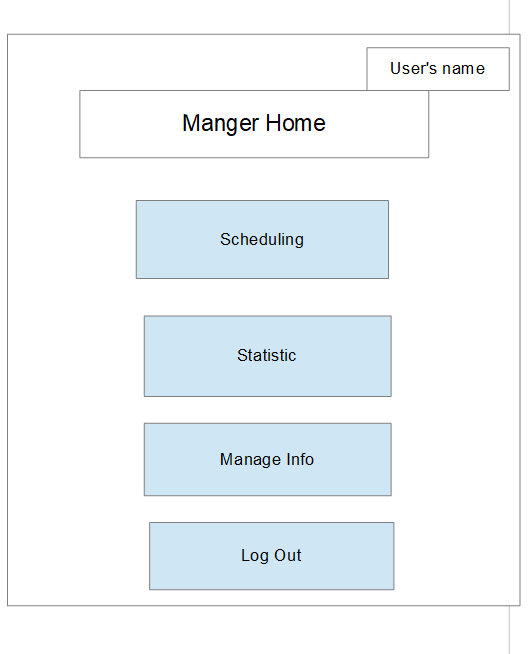 User's name
Manger Home
Scheduling
Statistic
Manage Info
Log Out